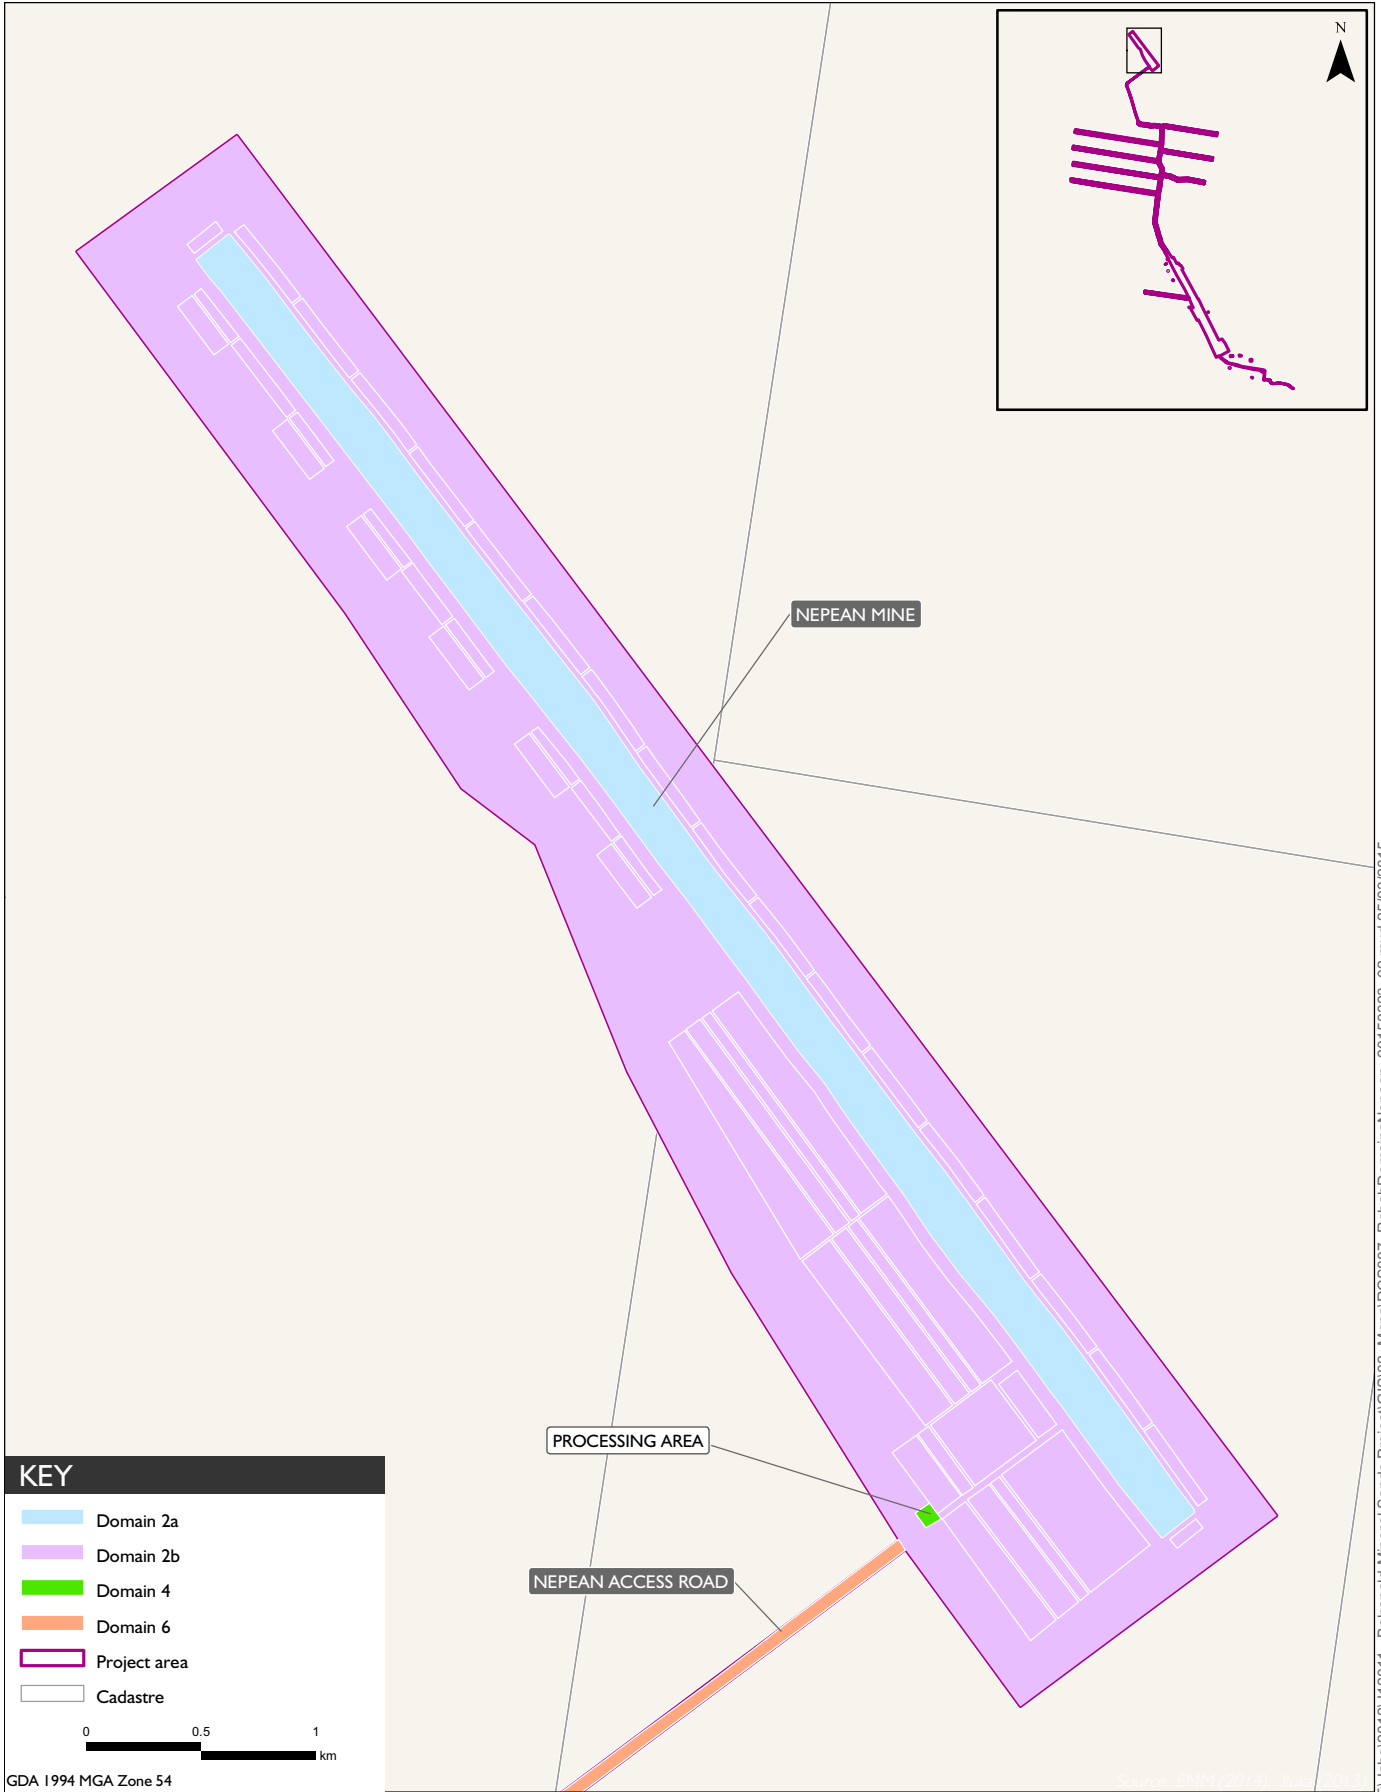 N
NEPEAN MINE
PROCESSING AREA
NEPEAN ACCESS ROAD
KEY
Domain 2a
Domain 2b
Domain 4
Domain 6
Project area
Cadastre
0 0.5 1
km
GDA 1994 MGA Zone 54